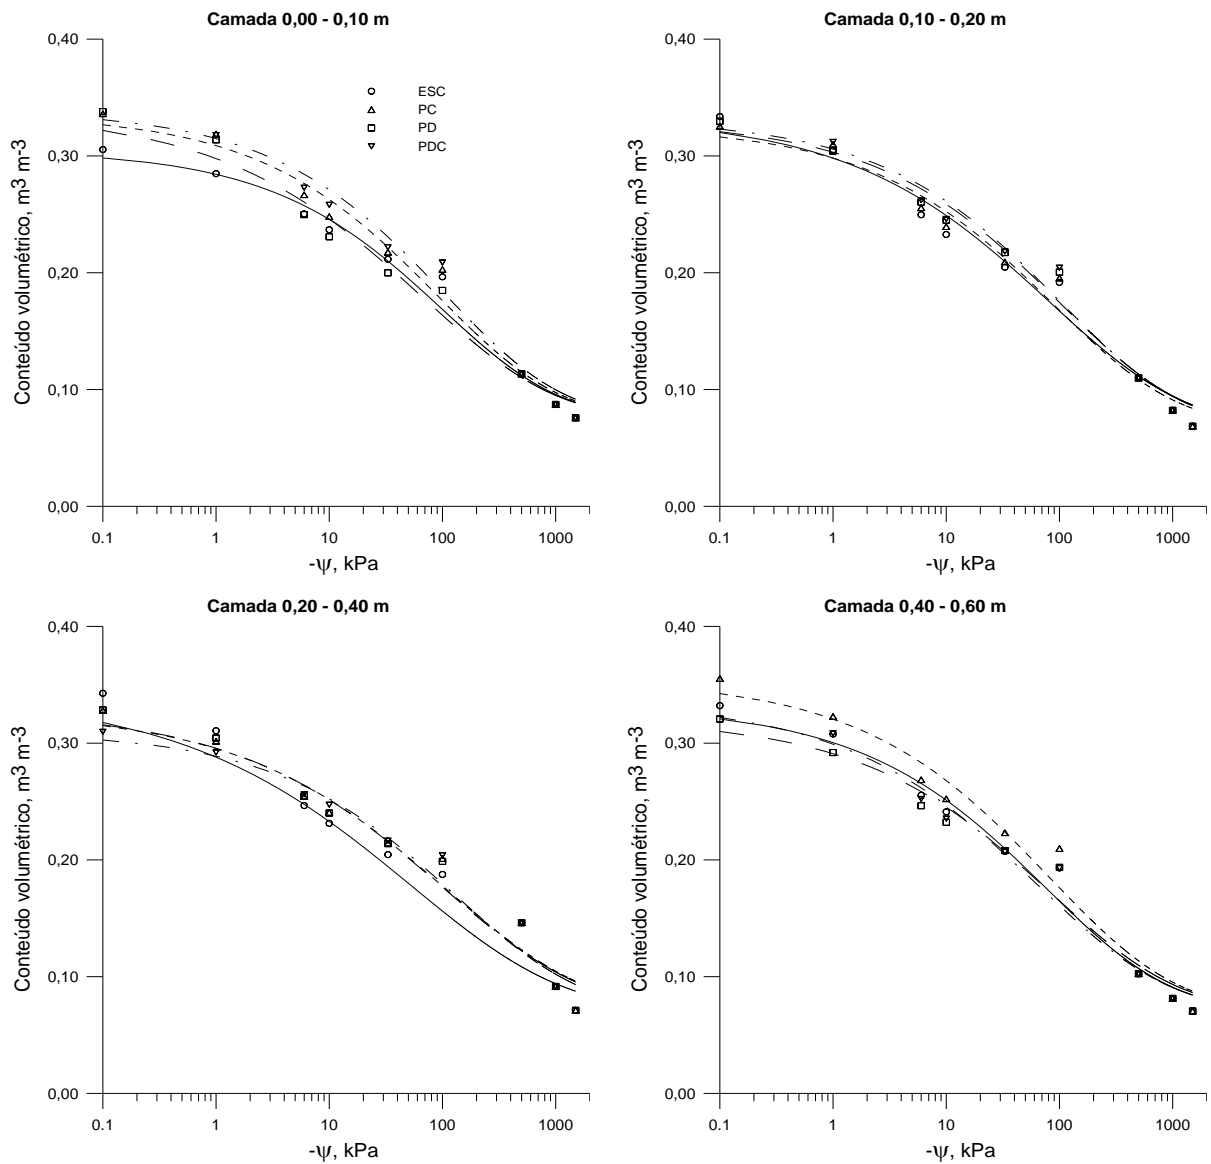 Camada 0,00 - 0,10 m
0,40
0,30
0,20
0,10
0,00
Conteúdo volumétrico, m3 m-3
ESC
PC
PD
PDC
0.1
1
10
100
1000
-ψ, kPa
Camada 0,10 - 0,20 m
0,40
0,30
0,20
0,10
0,00
Conteúdo volumétrico, m3 m-3
0.1
1
10
100
1000
-ψ, kPa
Camada 0,20 - 0,40 m
0,40
0,30
0,20
0,10
0,00
Conteúdo volumétrico, m3 m-3
0.1
1
10
100
1000
-ψ, kPa
Camada 0,40 - 0,60 m
0,40
0,30
0,20
0,10
0,00
Conteúdo volumétrico, m3 m-3
0.1
1
10
100
1000
-ψ, kPa